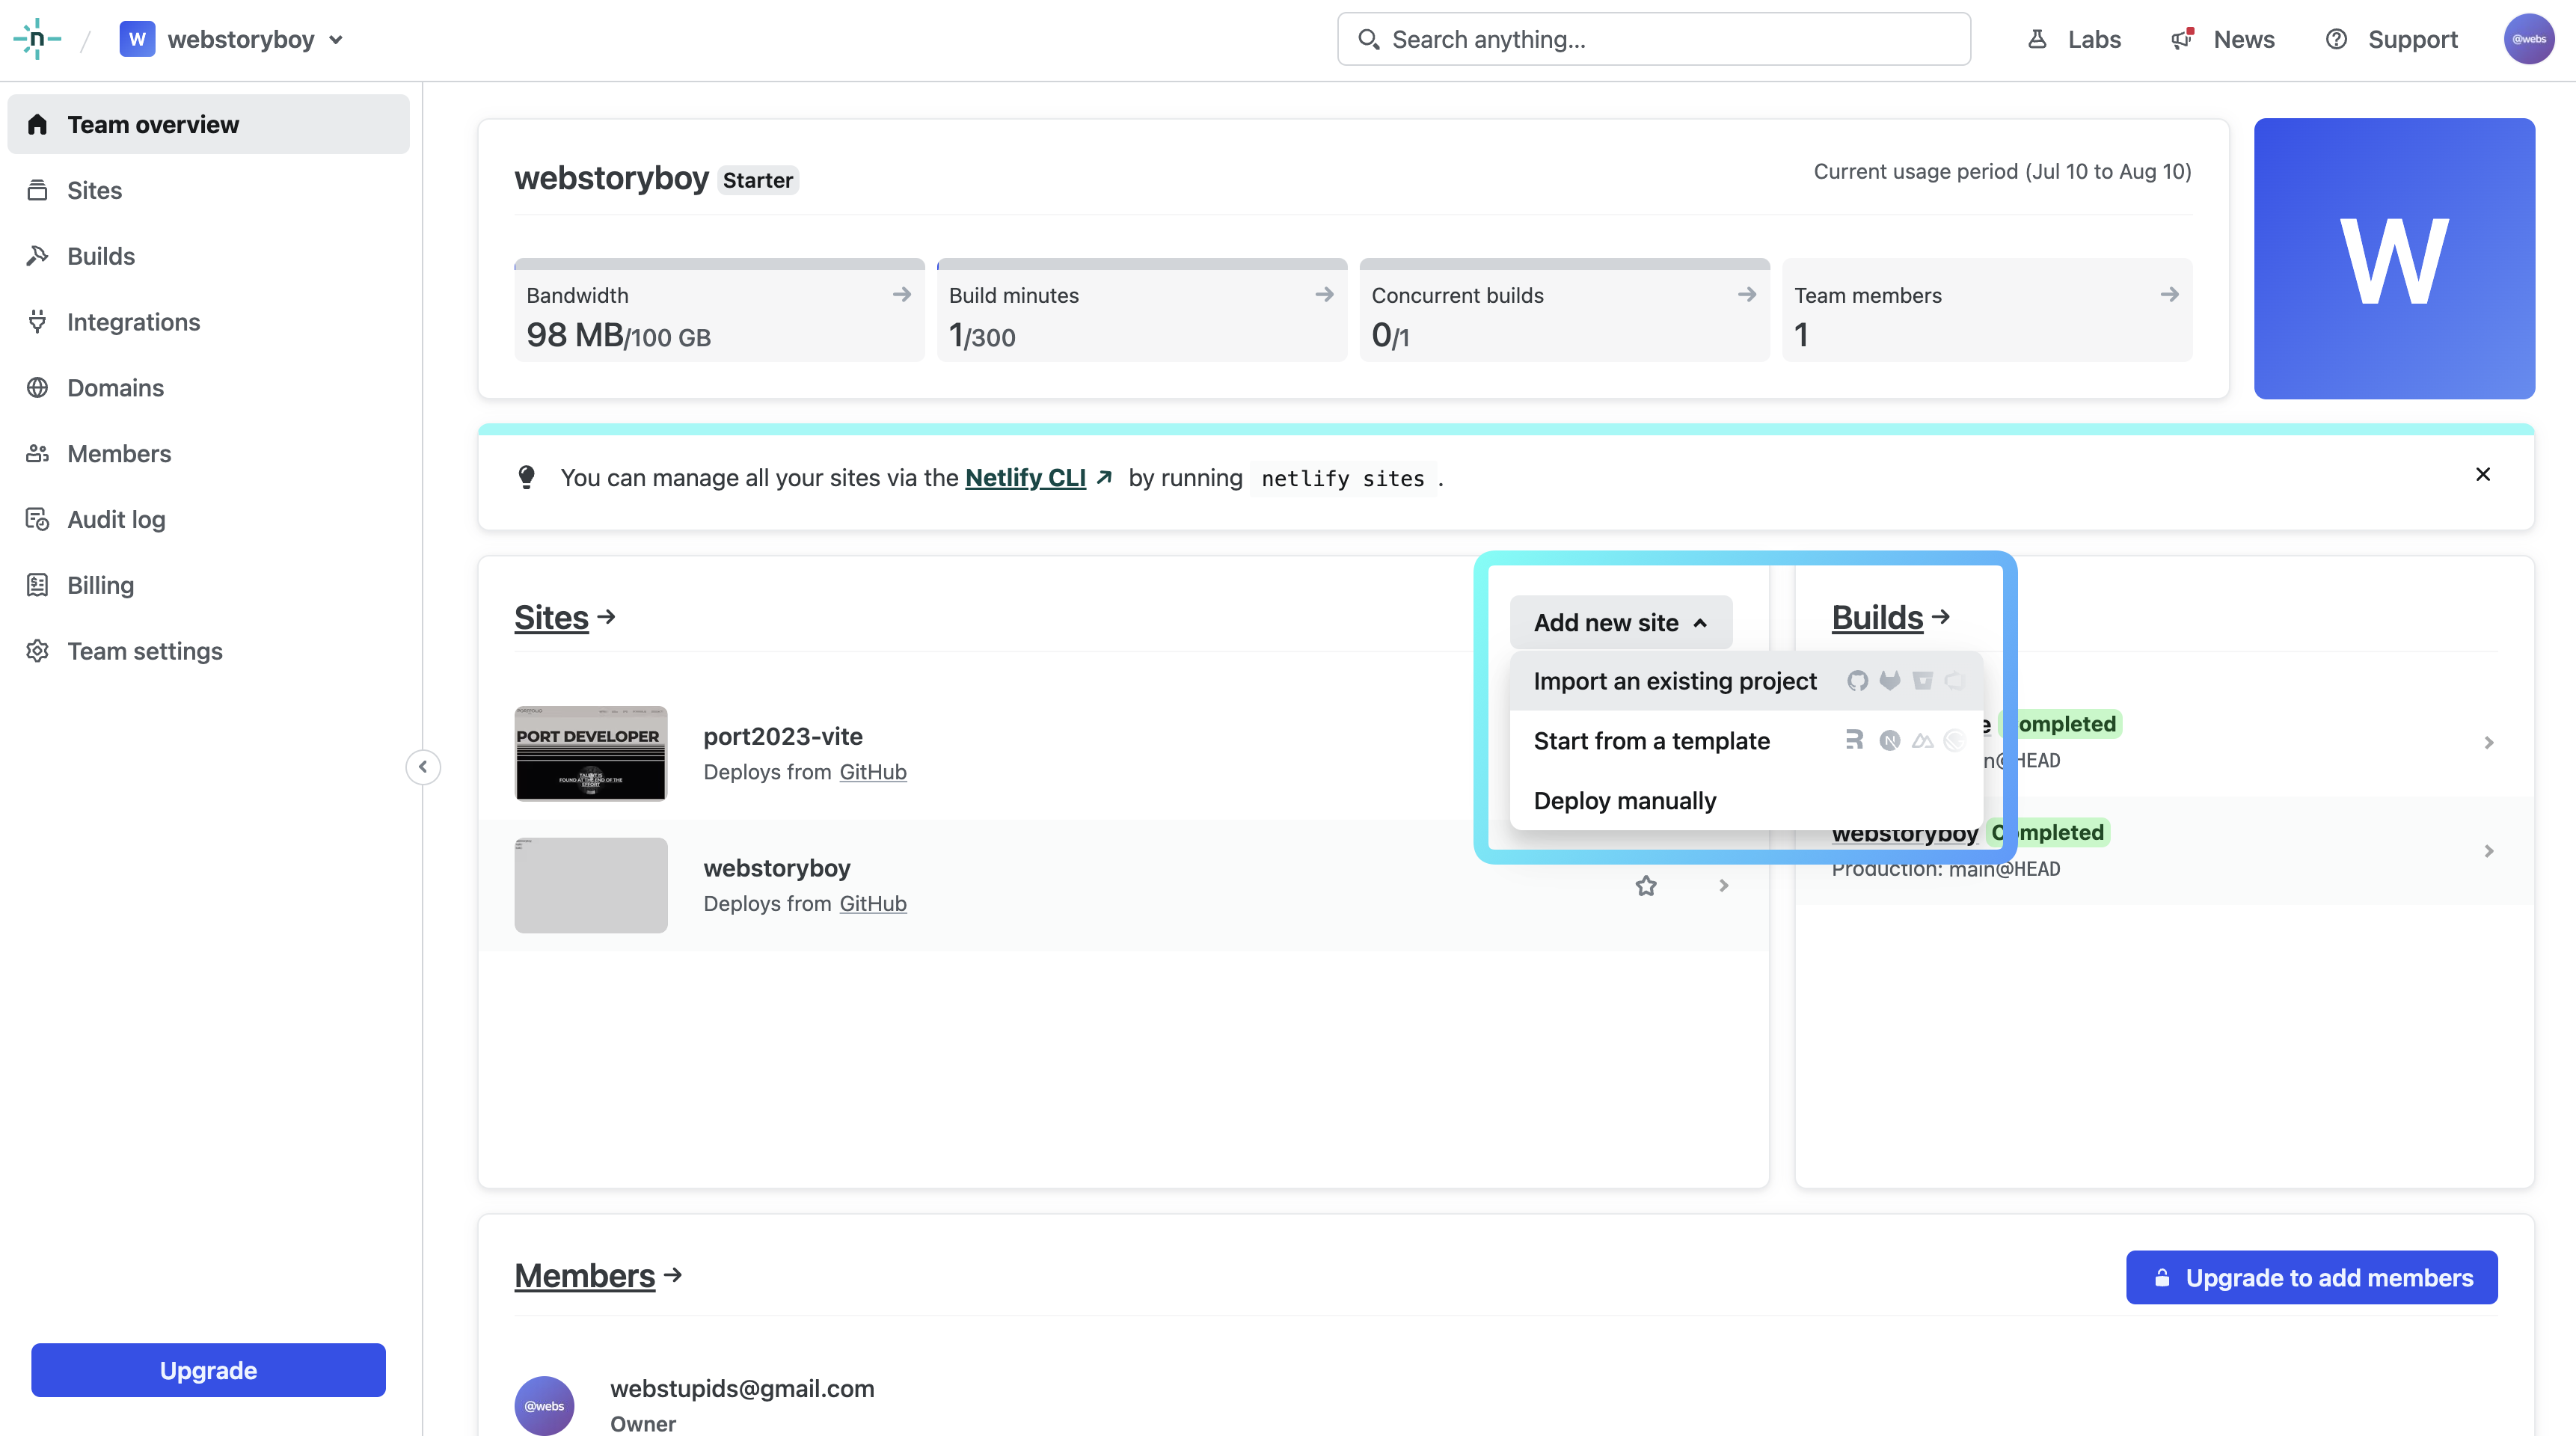 n / W webstoryboy
Search anything...
Labs
News
Support
@webs
Team overview
Sites
Builds
Integrations
Domains
Members
Audit log
Billing
Team settings
Upgrade
webstoryboy Starter
Current usage period (Jul 10 to Aug 10)
Bandwidth
98 MB/100 GB
Build minutes
1/300
Concurrent builds
0/1
Team members
1
W
You can manage all your sites via the Netlify CLI by running netlify sites .
Sites
Add new site
Import an existing project
Start from a template
Deploy manually
PORT DEVELOPER
port2023-vite
Deploys from GitHub
webstoryboy
Deploys from GitHub
Builds
ompleted
HEAD
webstoryboy Completed
Production: main@HEAD
Members
Upgrade to add members
@webs
webstupids@gmail.com
Owner